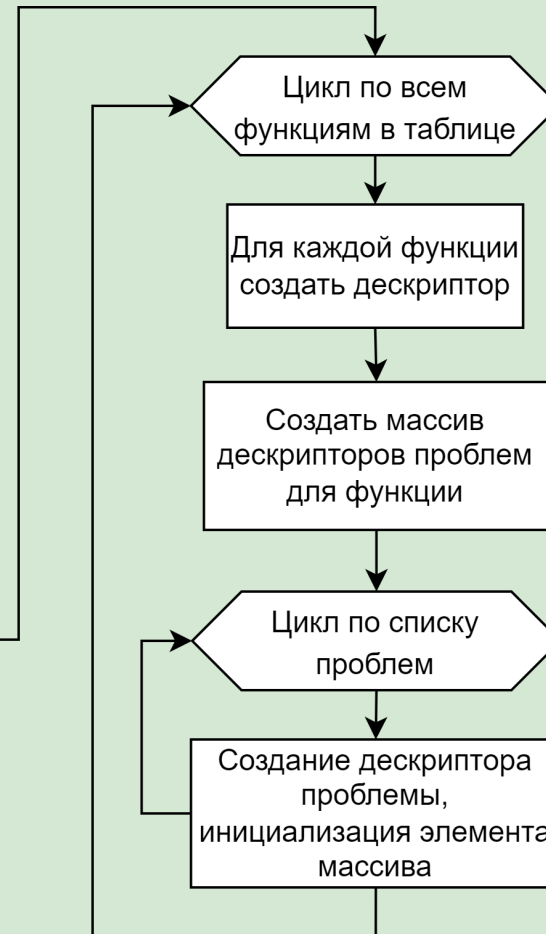 Цикл по всем
функциям в таблице
Для каждой функции
создать дескриптор
Создать массив
дескрипторов проблем
для функции
Цикл по списку
проблем
Создание дескриптора
проблемы,
инициализация элемента
массива